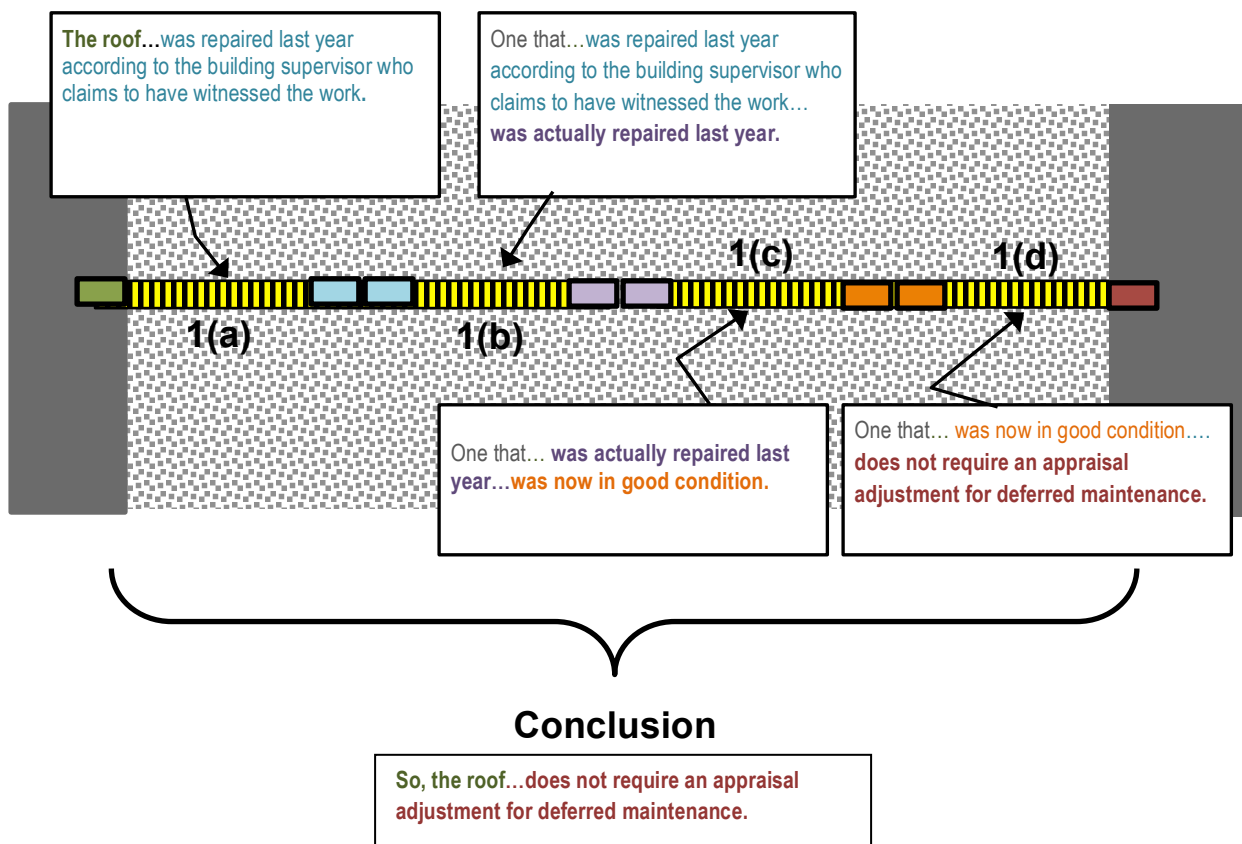 The roof…was repaired last year
according to the building supervisor who
claims to have witnessed the work.
One that…was repaired last year
according to the building supervisor who
claims to have witnessed the work…
was actually repaired last year.
1(c)
1(d)
1(a)
1(b)
One that… was actually repaired last
year…was now in good condition.
One that… was now in good condition….
does not require an appraisal
adjustment for deferred maintenance.
Conclusion
So, the roof…does not require an appraisal
adjustment for deferred maintenance.